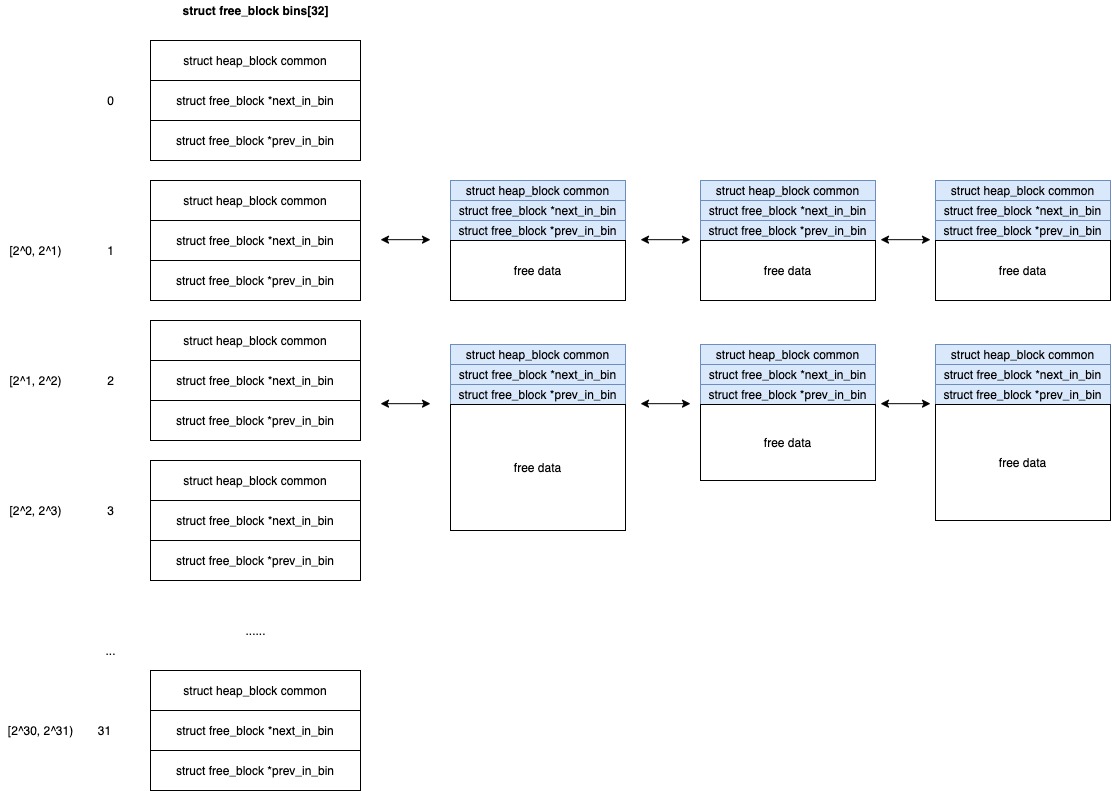 struct free_block bins[32]
struct heap_block common
0
struct free_block *next_in_bin
struct free_block *prev_in_bin
[2^0, 2^1)
1
struct heap_block common
struct free_block *next_in_bin
struct free_block *prev_in_bin
struct heap_block common
struct free_block *next_in_bin
struct free_block *prev_in_bin
free data
struct heap_block common
struct free_block *next_in_bin
struct free_block *prev_in_bin
free data
struct heap_block common
struct free_block *next_in_bin
struct free_block *prev_in_bin
free data
[2^1, 2^2)
2
struct heap_block common
struct free_block *next_in_bin
struct free_block *prev_in_bin
struct heap_block common
struct free_block *next_in_bin
struct free_block *prev_in_bin
free data
struct heap_block common
struct free_block *next_in_bin
struct free_block *prev_in_bin
free data
struct heap_block common
struct free_block *next_in_bin
struct free_block *prev_in_bin
free data
[2^2, 2^3)
3
struct heap_block common
struct free_block *next_in_bin
struct free_block *prev_in_bin
......
...
[2^30, 2^31)
31
struct heap_block common
struct free_block *next_in_bin
struct free_block *prev_in_bin